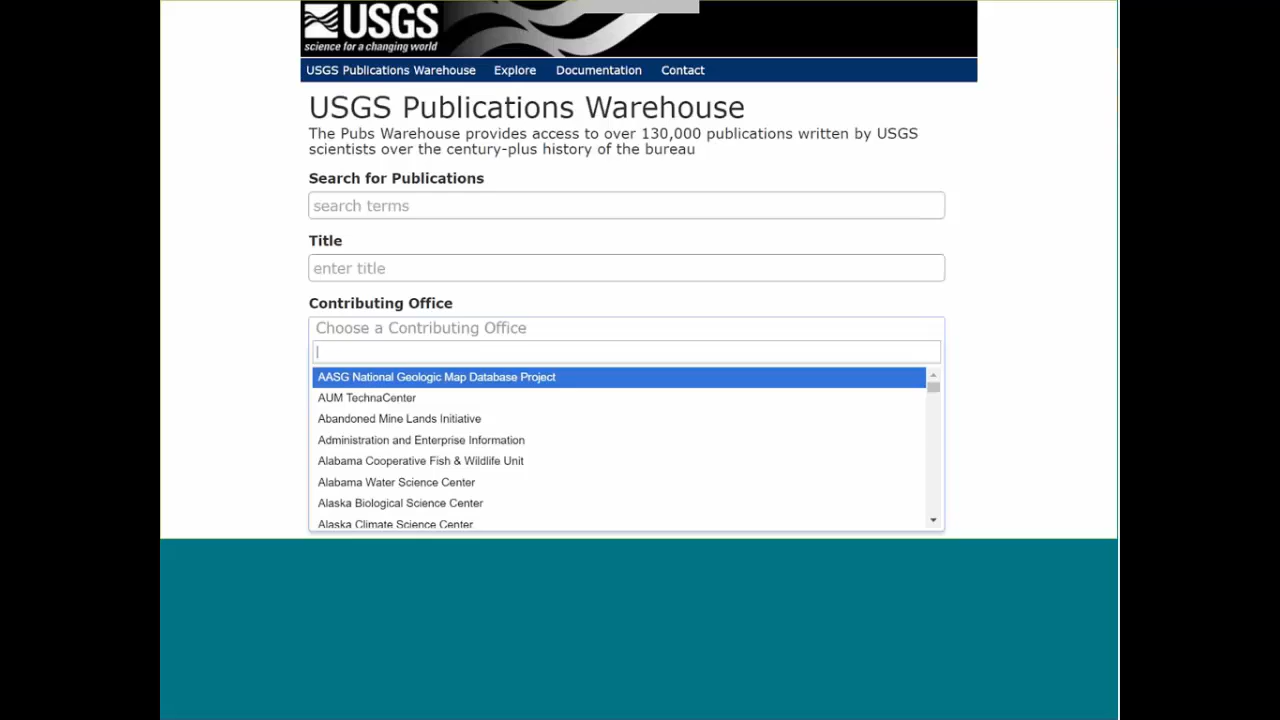 USGS
science for a changing world
USGS Publications Warehouse Explore Documentation Contact
USGS Publications Warehouse
The Pubs Warehouse provides access to over 130,000 publications written by USGS
scientists over the century-plus history of the bureau
Search for Publications
search terms
Title
enter title
Contributing Office
Choose a Contributing Office
AASG National Geologic Map Database Project
AUM TechnaCenter
Abandoned Mine Lands Initiative
Administration and Enterprise Information
Alabama Cooperative Fish & Wildlife Unit
Alabama Water Science Center
Alaska Biological Science Center
Alaska Climate Science Center